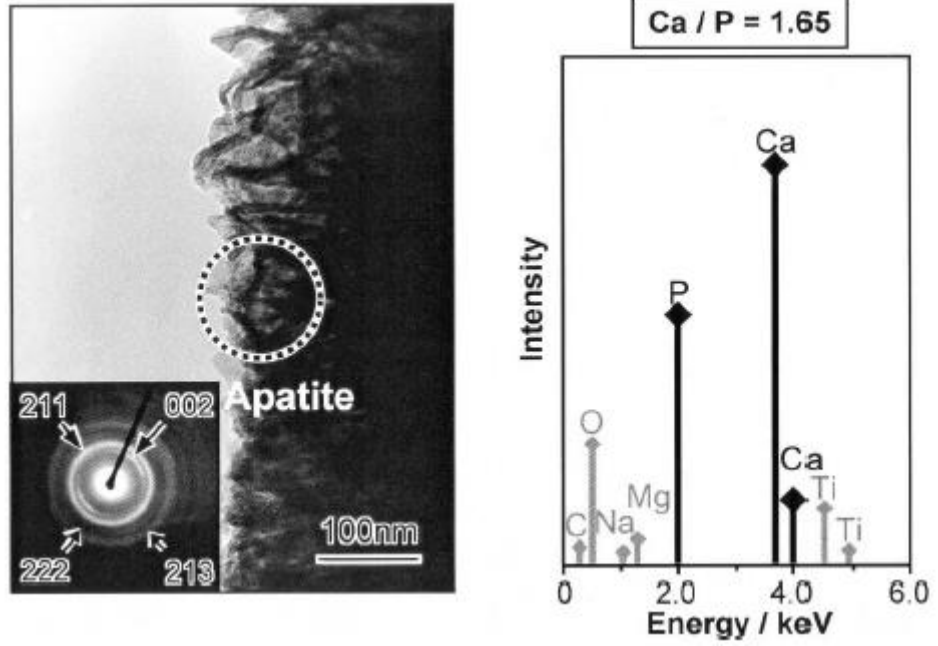 211
002
Apatite
222
213
100nm
Ca / P = 1.65
Intensity
Ca
P
O
Ca
C
Na
Mg
Ti
Ti
0
2.0
4.0
6.0
Energy / keV